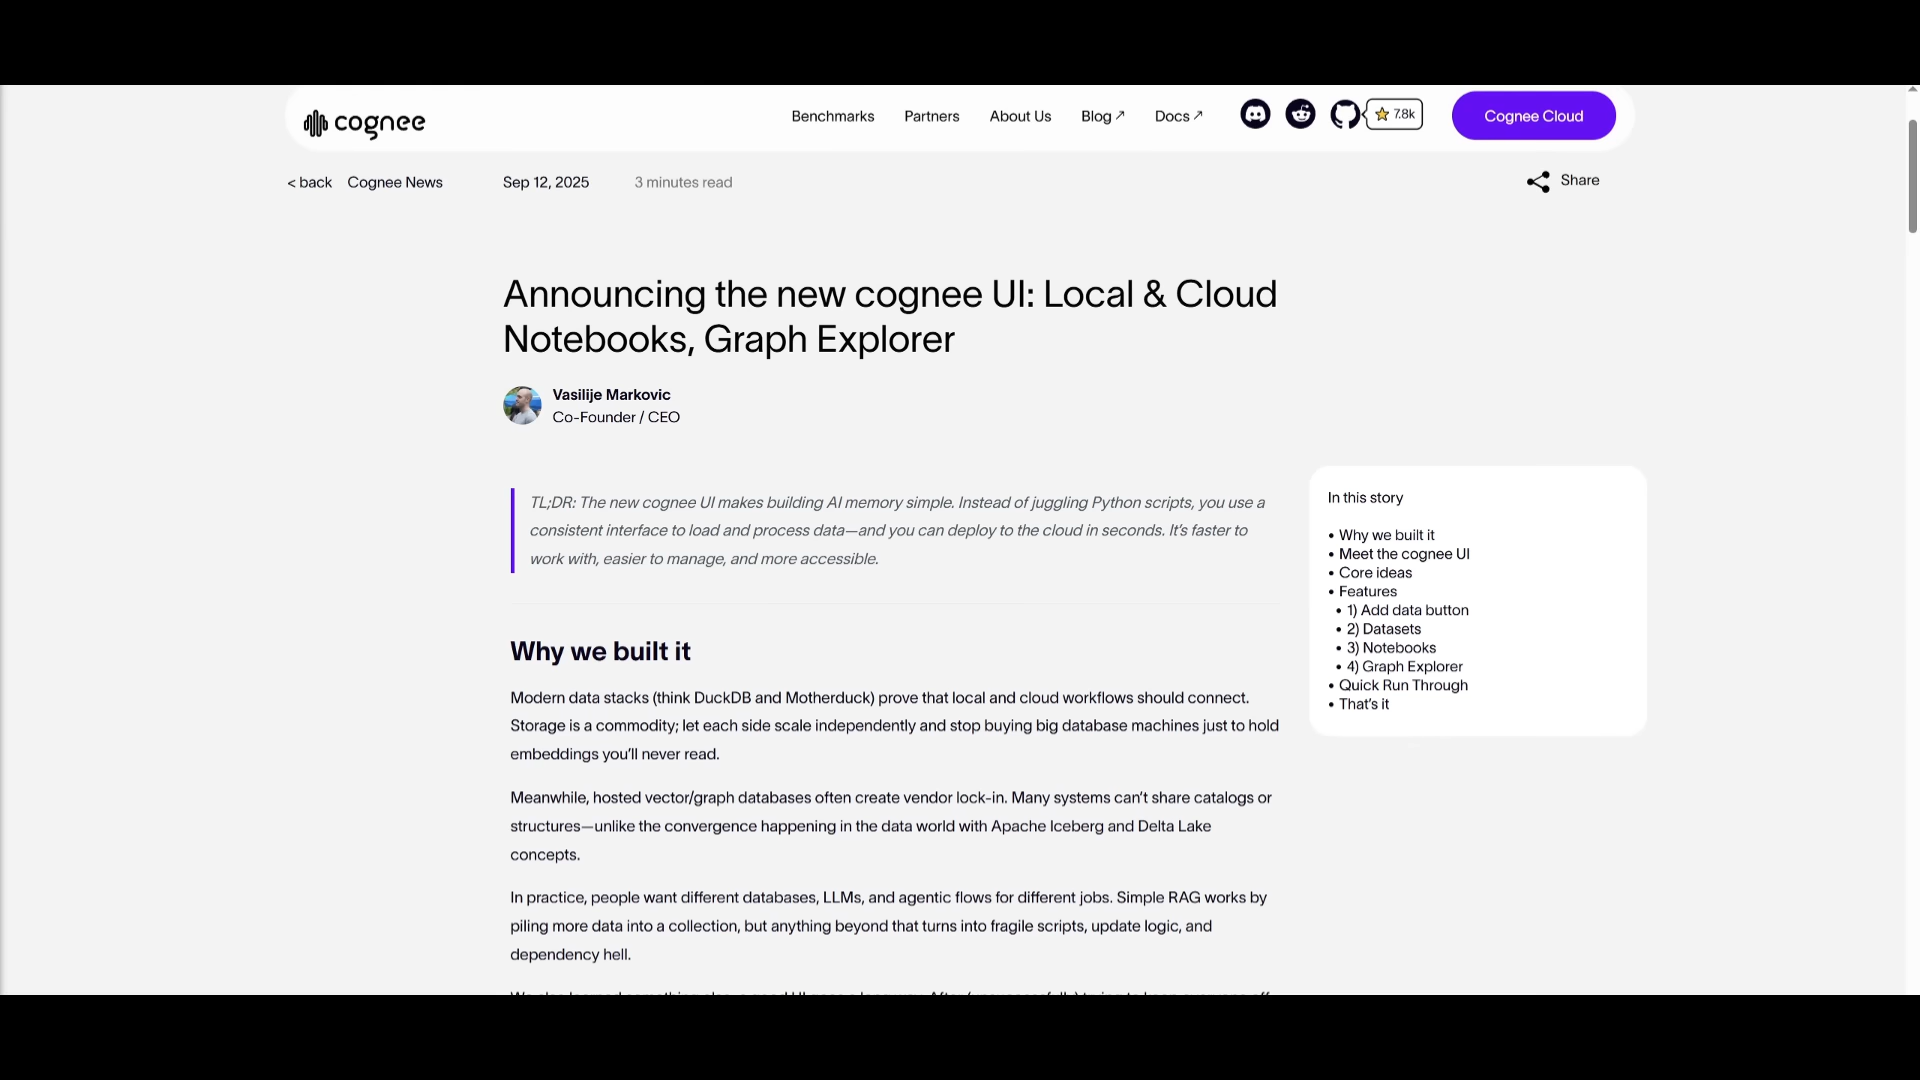 cognee
Benchmarks
Partners
About Us
Blog ↗
Docs ↗
7.8k
Cognee Cloud
< back
Cognee News
Sep 12, 2025
3 minutes read
Share
Announcing the new cognee UI: Local & Cloud
Notebooks, Graph Explorer
Vasilije Markovic
Co-Founder / CEO
TL;DR: The new cognee UI makes building AI memory simple. Instead of juggling Python scripts, you use a
consistent interface to load and process data—and you can deploy to the cloud in seconds. It’s faster to
work with, easier to manage, and more accessible.
In this story
• Why we built it
• Meet the cognee UI
• Core ideas
• Features
• 1) Add data button
• 2) Datasets
• 3) Notebooks
• 4) Graph Explorer
• Quick Run Through
• That’s it
Why we built it
Modern data stacks (think DuckDB and Motherduck) prove that local and cloud workflows should connect.
Storage is a commodity; let each side scale independently and stop buying big database machines just to hold
embeddings you’ll never read.
Meanwhile, hosted vector/graph databases often create vendor lock-in. Many systems can’t share catalogs or
structures—unlike the convergence happening in the data world with Apache Iceberg and Delta Lake
concepts.
In practice, people want different databases, LLMs, and agentic flows for different jobs. Simple RAG works by
piling more data into a collection, but anything beyond that turns into fragile scripts, update logic, and
dependency hell.